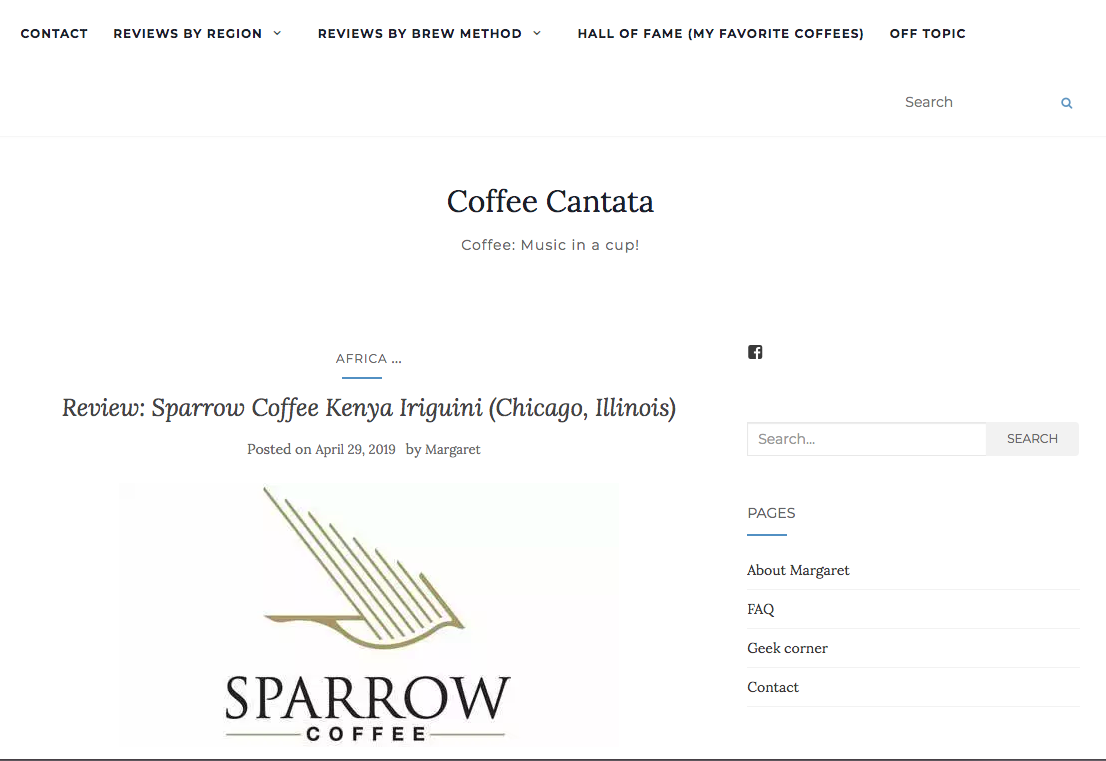 CONTACT REVIEWS BY REGION REVIEWS BY BREW METHOD HALL OF FAME (MY FAVORITE COFFEES) OFF TOPIC
Search
Coffee Cantata
Coffee: Music in a cup!
AFRICA ...
Review: Sparrow Coffee Kenya Iriguini (Chicago, Illinois)
Posted on April 29, 2019 by Margaret
SPARROW
COFFEE
Search...
SEARCH
PAGES
About Margaret
FAQ
Geek corner
Contact